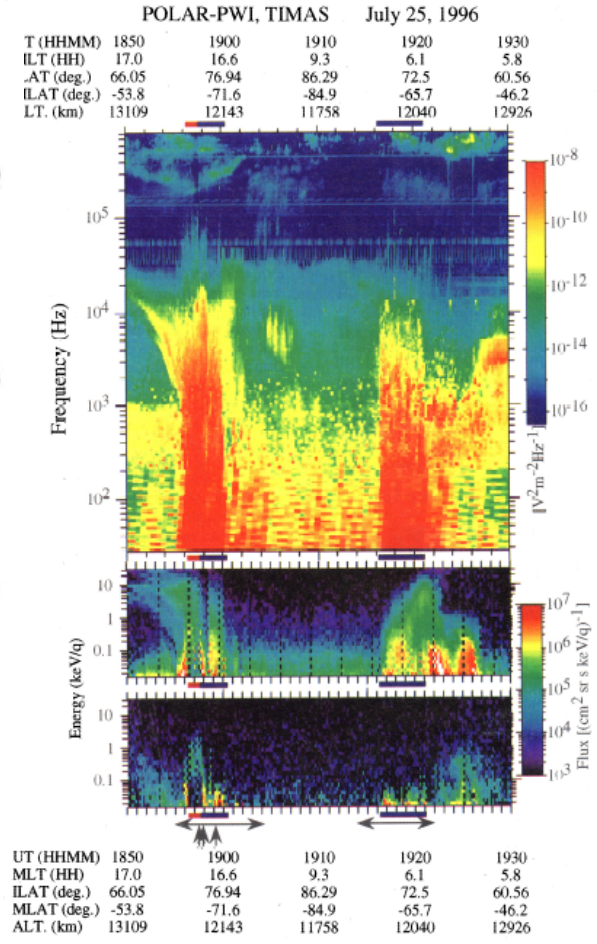 POLAR-PWI, TIMAS July 25, 1996
T (HHMM) 1850 1900 1910 1920 1930
ILT (HH) 17.0 16.6 9.3 6.1 5.8
.AT (deg.) 66.05 76.94 86.29 72.5 60.56
ILAT (deg.) -53.8 -71.6 -84.9 -65.7 -46.2
LT. (km) 13109 12143 11758 12040 12926
Frequency (Hz)
10^5
10^4
10^3
10^2
10^-8
10^-10
10^-12
10^-14
10^-16
[V^2m^-2Hz^-1]
Energy (keV/q)
10
1
0.1
10
1
0.1
10^7
10^6
10^5
10^4
10^3
Flux [(cm^2 sr s keV/q)^-1]
UT (HHMM) 1850 1900 1910 1920 1930
MLT (HH) 17.0 16.6 9.3 6.1 5.8
ILAT (deg.) 66.05 76.94 86.29 72.5 60.56
MLAT (deg.) -53.8 -71.6 -84.9 -65.7 -46.2
ALT. (km) 13109 12143 11758 12040 12926